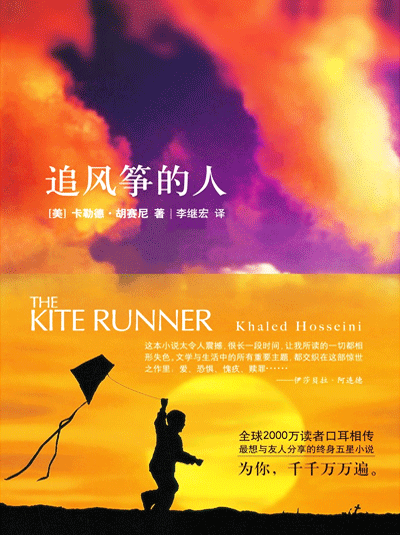 追风筝的人
[美] 卡勒德·胡赛尼 著 | 李继宏 译
THE
KITE RUNNER
Khaled Hosseini
这本小说太令人震撼，很长一段时间，让我所读的一切都相
形失色。文学与生活中的所有重要主题，都交织在这部惊世
之作里：爱、恐惧、愧疚、赎罪……
——伊莎贝拉·阿连德
全球2000万读者口耳相传
最想与友人分享的终身五星小说
为你，千千万万遍。